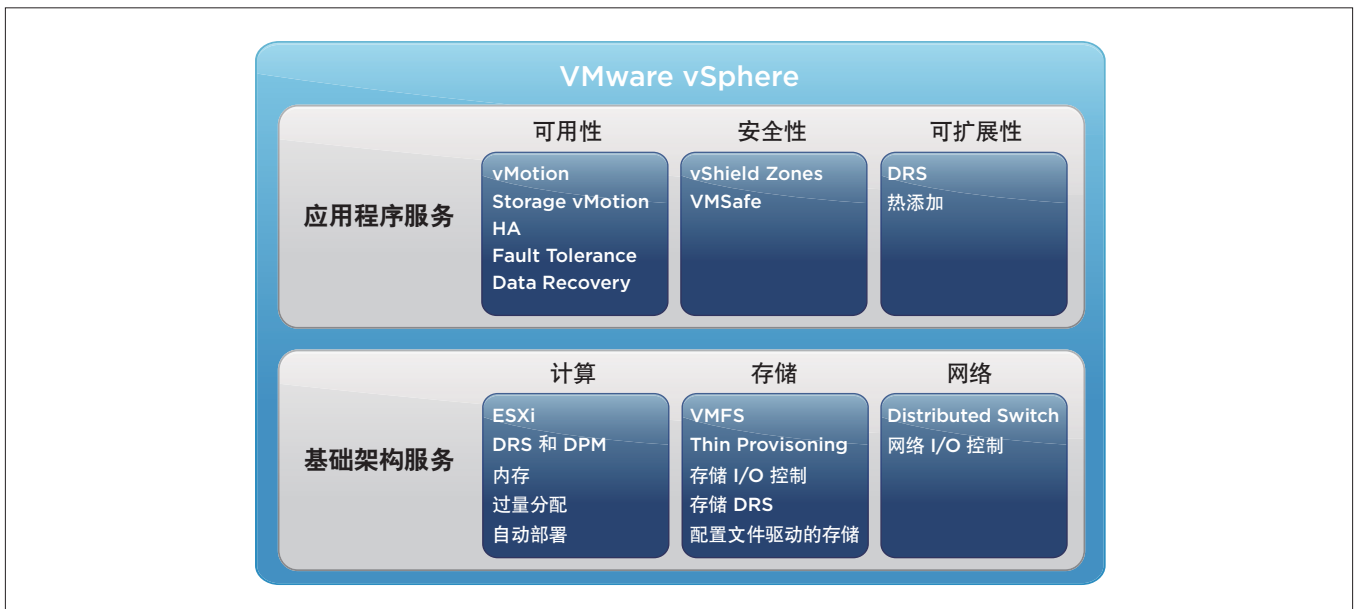 VMware vSphere
可用性
安全性
可扩展性
应用程序服务
vMotion
Storage vMotion
HA
Fault Tolerance
Data Recovery
vShield Zones
VMSafe
DRS
热添加
计算
存储
网络
基础架构服务
ESXi
DRS 和 DPM
内存
过量分配
自动部署
VMFS
Thin Provisoning
存储 I/O 控制
存储 DRS
配置文件驱动的存储
Distributed Switch
网络 I/O 控制